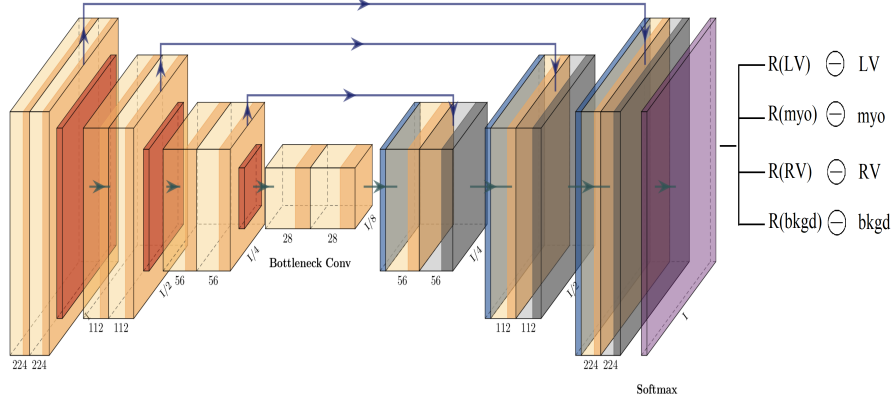 R(LV) ⊖ LV
R(myo) ⊖ myo
R(RV) ⊖ RV
R(bkgd) ⊖ bkgd
224 224
1
112 112
1/2
56 56
1/4
28 28
1/8
Bottleneck Conv
56 56
1/4
112 112
1/2
224 224
1
Softmax